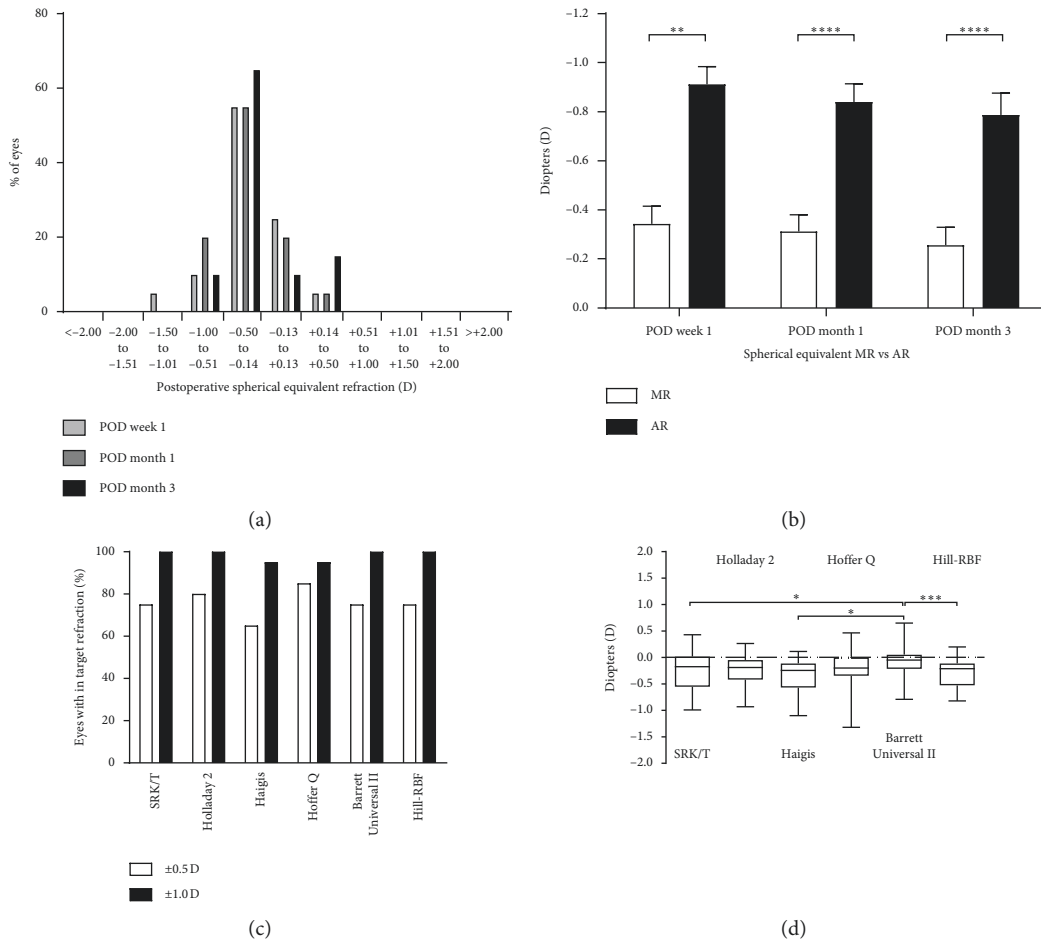 80
60
40
20
0
% of eyes
<–2.00
–2.00
to
–1.51
–1.50
to
–1.01
–1.00
to
–0.51
–0.50
to
–0.14
–0.13
to
+0.13
+0.14
to
+0.50
+0.51
to
+1.00
+1.01
to
+1.50
+1.51
to
+2.00
>+2.00
Postoperative spherical equivalent refraction (D)
POD week 1
POD month 1
POD month 3
(a)
–1.2
–1.0
–0.8
–0.6
–0.4
–0.2
0.0
Diopters (D)
**
****
****
POD week 1
POD month 1
POD month 3
Spherical equivalent MR vs AR
MR
AR
(b)
100
80
60
40
20
0
Eyes with in target refraction (%)
SRK/T
Holladay 2
Haigis
Hoffer Q
Barrett
Universal II
Hill-RBF
±0.5 D
±1.0 D
(c)
2.0
1.5
1.0
0.5
–0.0
–0.5
–1.0
–1.5
–2.0
Diopters (D)
Holladay 2
Hoffer Q
Hill-RBF
*
*
***
SRK/T
Haigis
Barrett
Universal II
(d)